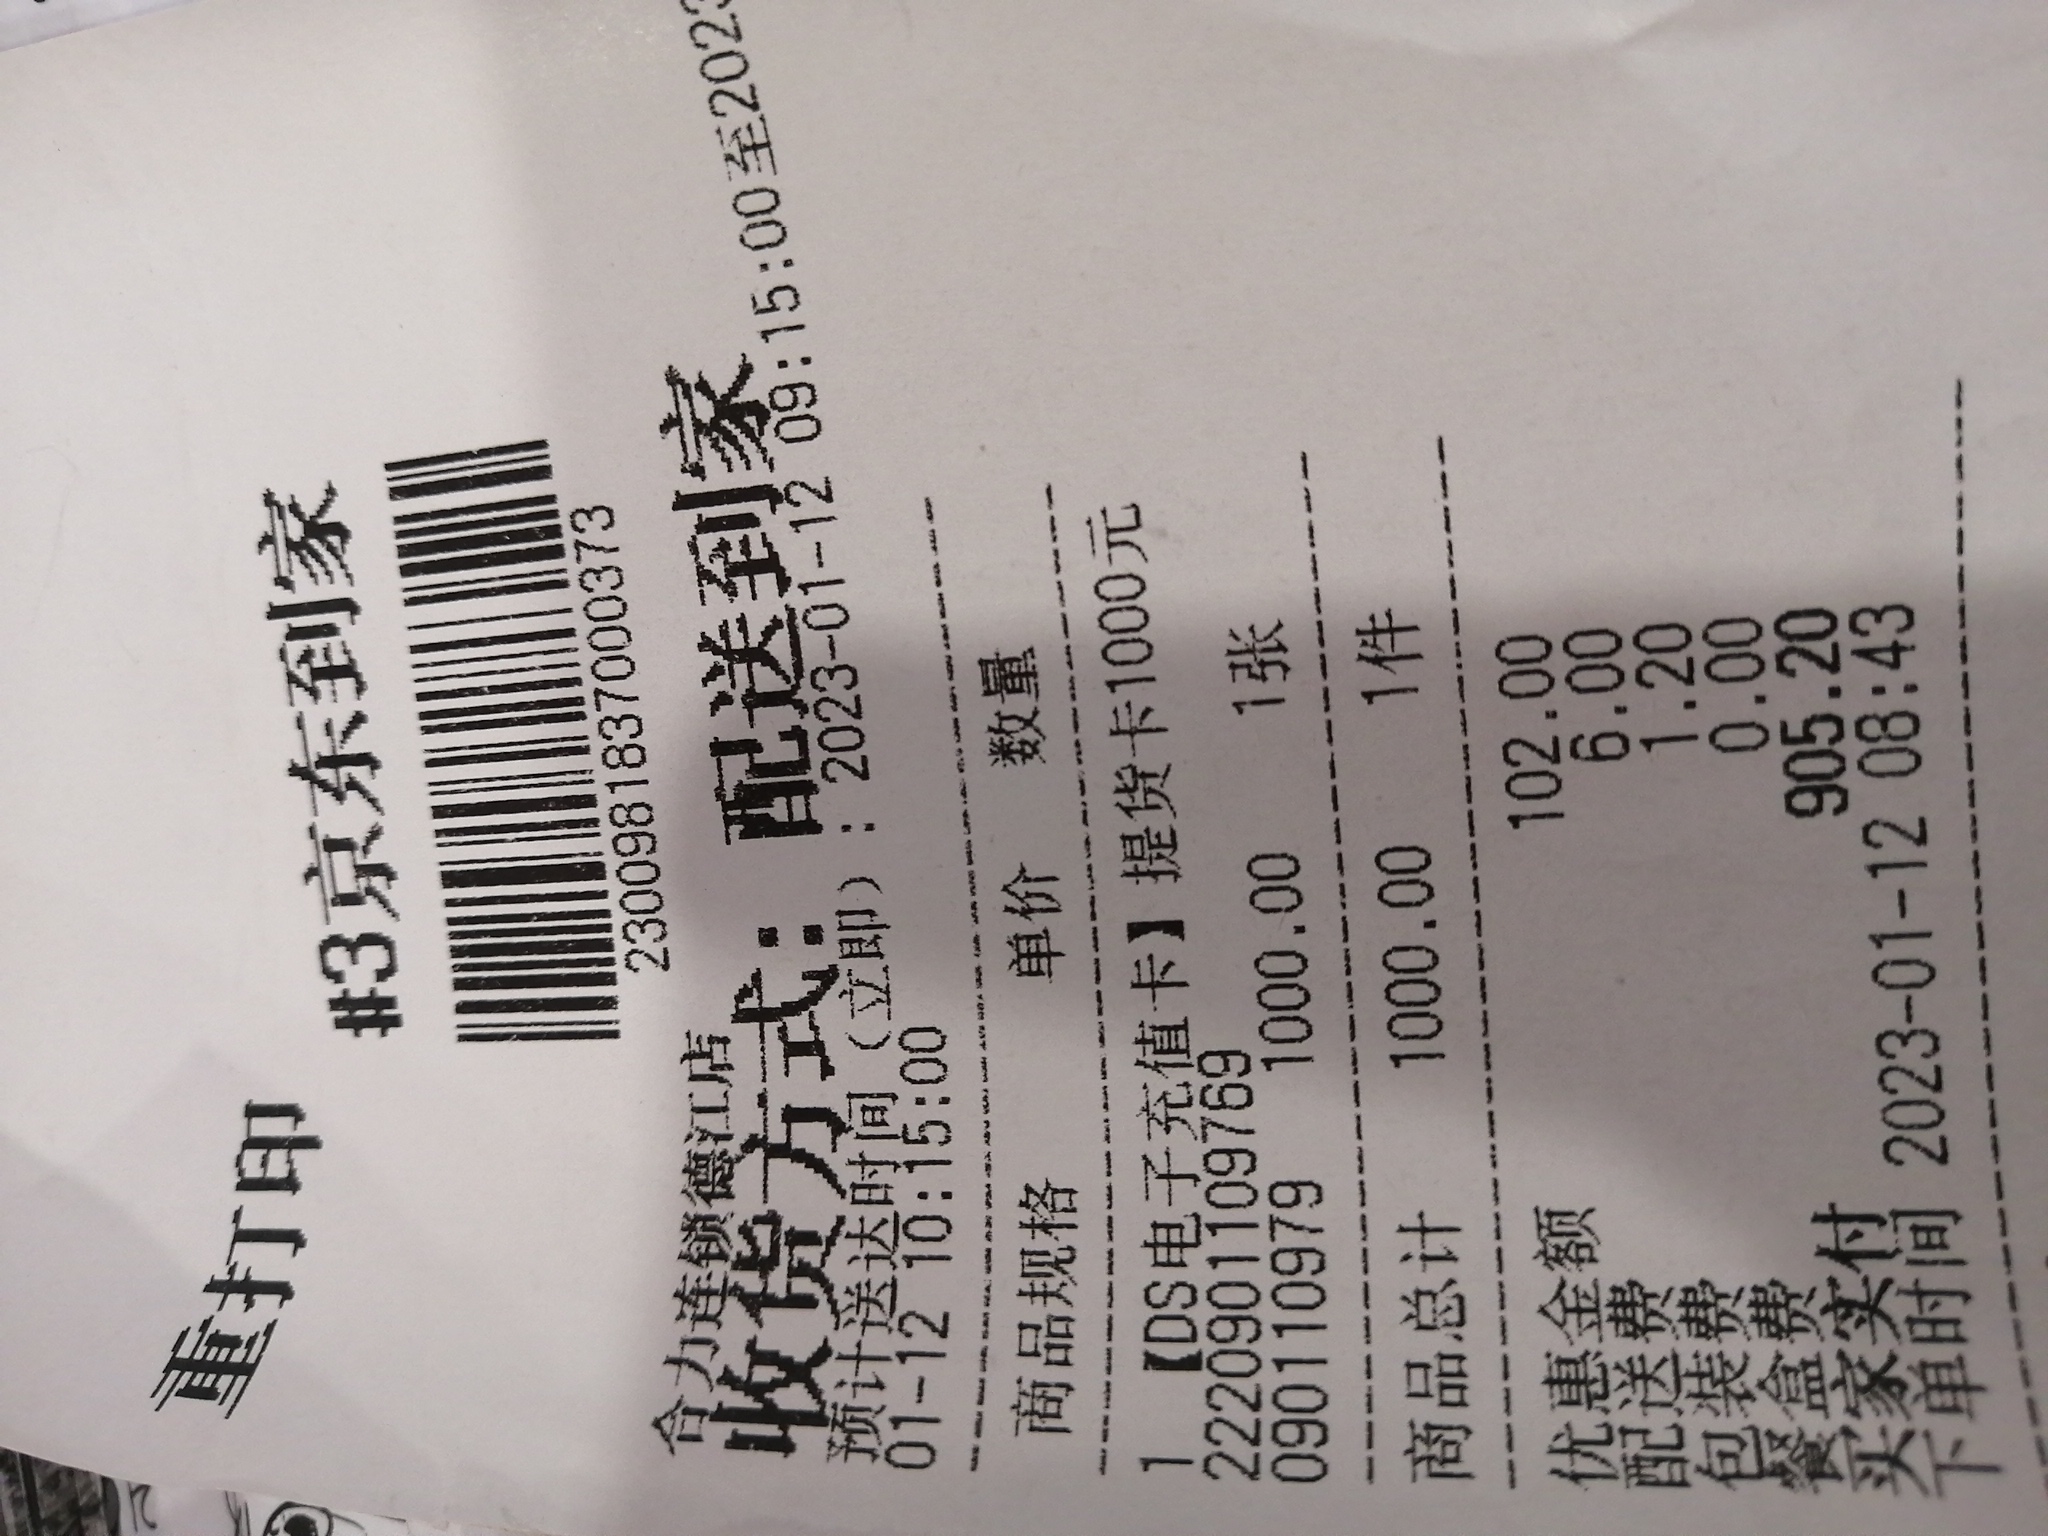 重打印
#3京东到家
2300981837000373
合力连锁德江店
收货方式：配送到家
预计送达时间（立即）：2023-01-12 09:15:00至2023
01-12 10:15:00
商品规格 单价 数量
1 【DS电子充值卡】提货卡1000元
2220901109769
0901110979 1000.00 1张
商品总计 1000.00 1件
优惠金额 102.00
配送费 6.00
包装费 1.20
餐盒费 0.00
买家实付 905.20
下单时间 2023-01-12 08:43